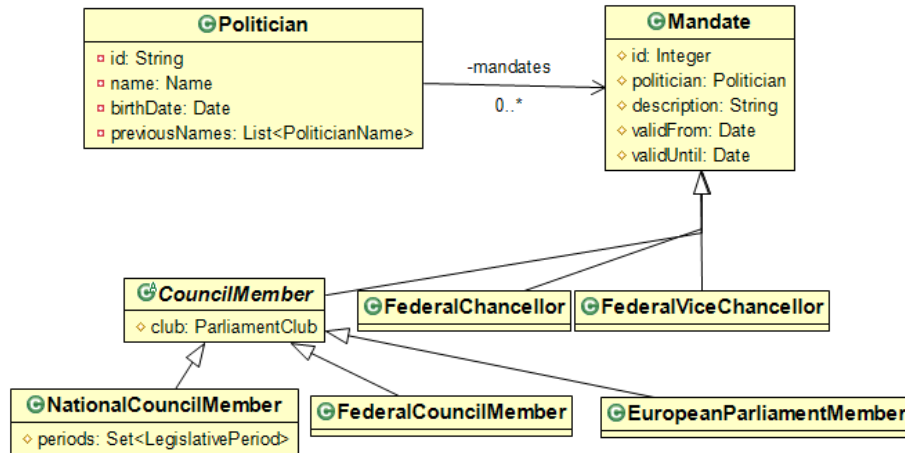 Politician
id: String
name: Name
birthDate: Date
previousNames: List<PoliticianName>
-mandates
0..*
Mandate
id: Integer
politician: Politician
description: String
validFrom: Date
validUntil: Date
CouncilMember
club: ParliamentClub
FederalChancellor
FederalViceChancellor
NationalCouncilMember
periods: Set<LegislativePeriod>
FederalCouncilMember
EuropeanParliamentMember